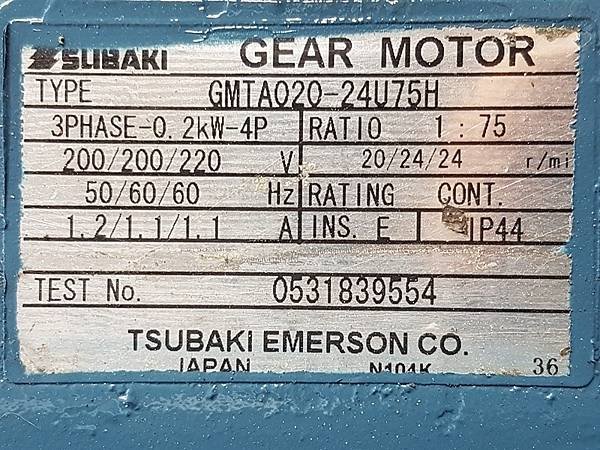 TSUBAKI GEAR MOTOR
TYPE GMTA020-24U75H
3PHASE-0.2kW-4P RATIO 1:75
200/200/220 V 20/24/24 r/mi
50/60/60 Hz RATING CONT.
1.2/1.1/1.1 A INS. E IP44
TEST No. 0531839554
TSUBAKI EMERSON CO.
JAPAN N104K 36